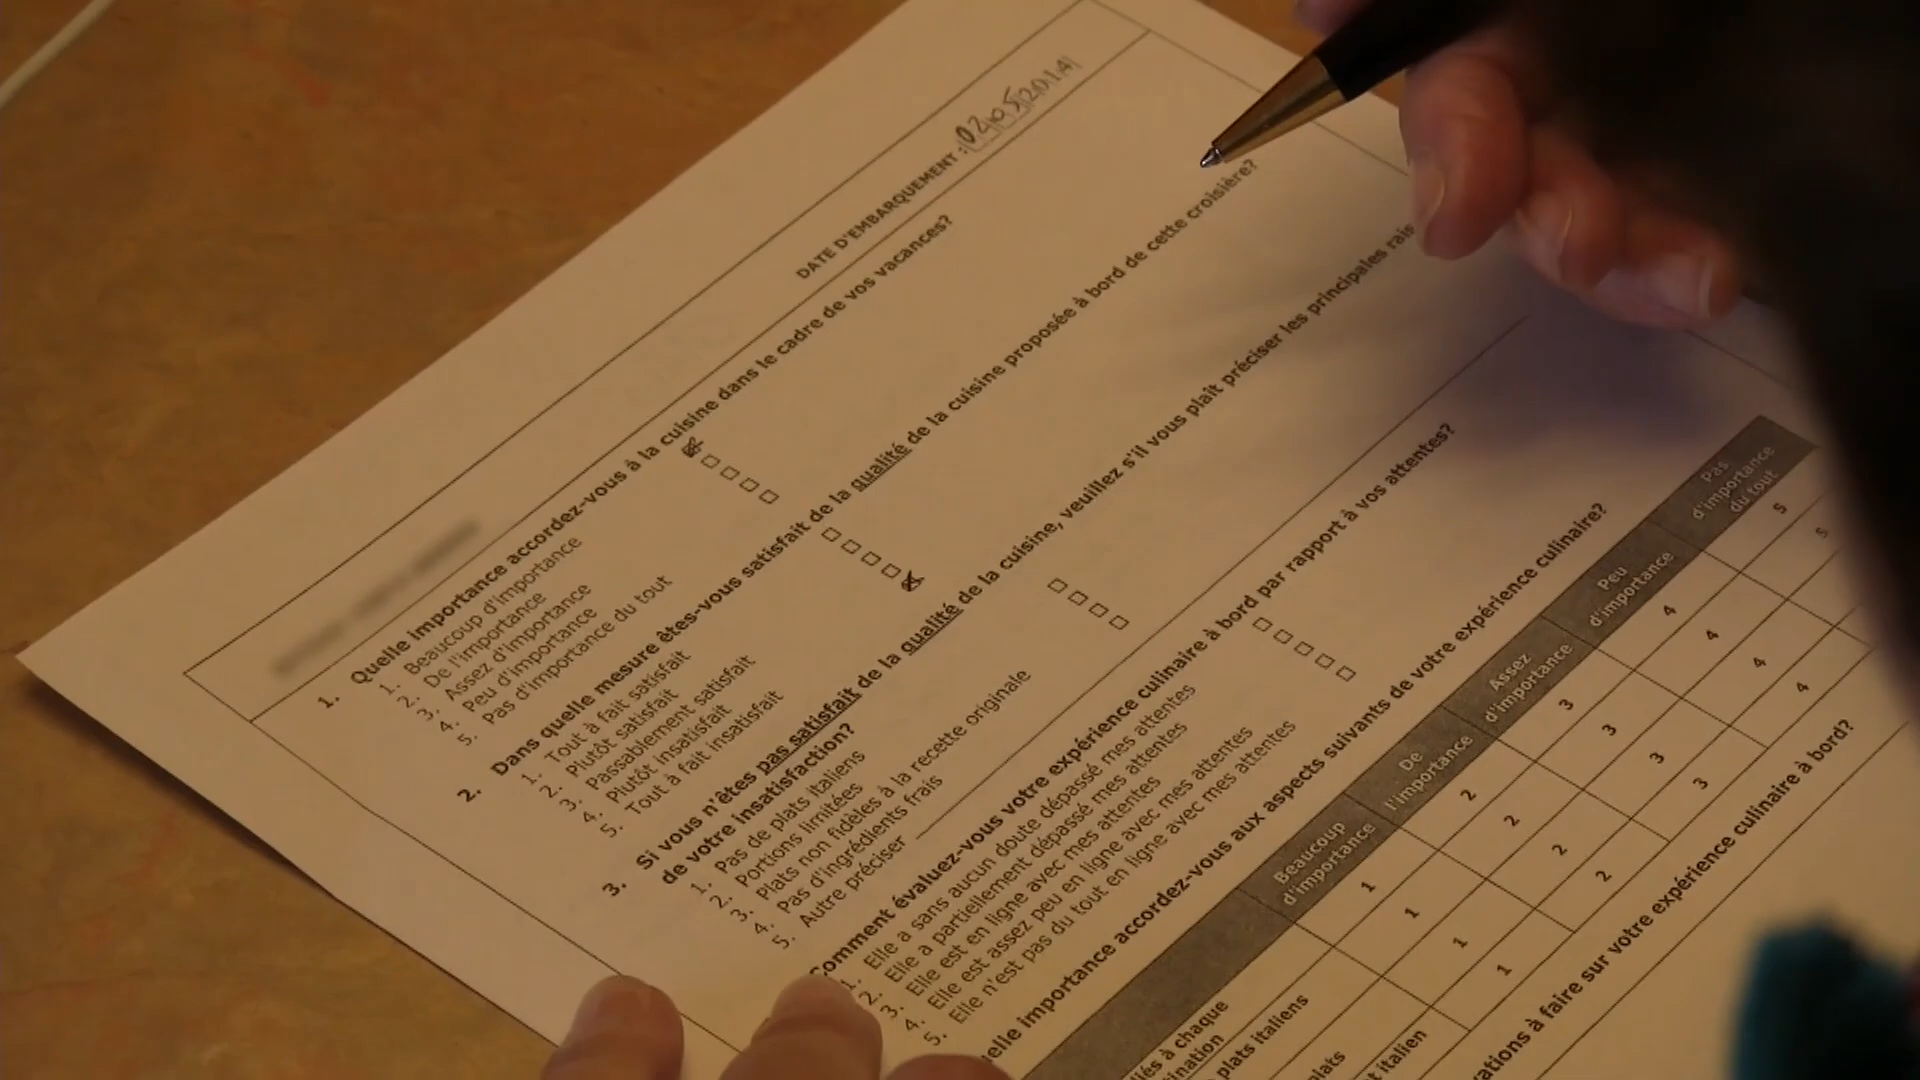 DATE D'EMBARQUEMENT : 02052014
1. Quelle importance accordez-vous à la cuisine dans le cadre de vos vacances?
1. Beaucoup d'importance
2. De l'importance
3. Assez d'importance
4. Peu d'importance
5. Pas d'importance du tout
2. Dans quelle mesure êtes-vous satisfait de la qualité de la cuisine proposée à bord de cette croisière?
1. Tout à fait satisfait
2. Plutôt satisfait
3. Passablement satisfait
4. Plutôt insatisfait
5. Tout à fait insatisfait
3. Si vous n'êtes pas satisfait de la qualité de la cuisine, veuillez s'il vous plaît préciser les principales rais
de votre insatisfaction?
1. Pas de plats italiens
2. Portions limitées
3. Plats non fidèles à la recette originale
4. Pas d'ingrédients frais
5. Autre préciser
Comment évaluez-vous votre expérience culinaire à bord par rapport à vos attentes?
1. Elle a sans aucun doute dépassé mes attentes
2. Elle a partiellement dépassé mes attentes
3. Elle est en ligne avec mes attentes
4. Elle est assez peu en ligne avec mes attentes
5. Elle n'est pas du tout en ligne avec mes attentes
uelle importance accordez-vous aux aspects suivants de votre expérience culinaire?
Beaucoup d'importance
De l'importance
Assez d'importance
Peu d'importance
Pas d'importance du tout
liés à chaque
tination 1 2 3 4 5
plats italiens 1 2 3 4 5
plats 1 2 3 4
t italien 1 2 3 4
vations à faire sur votre expérience culinaire à bord?